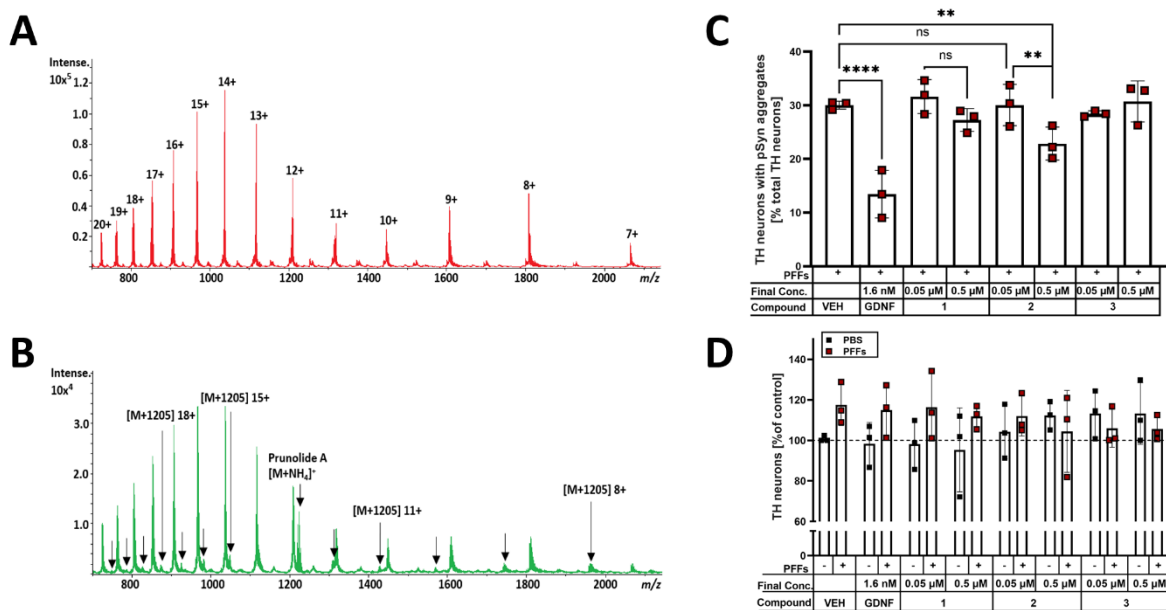 A
Intense.
10x⁵
1.2
1.0
0.8
0.6
0.4
0.2
20+
19+
18+
17+
16+
15+
14+
13+
12+
11+
10+
9+
8+
7+
800 1000 1200 1400 1600 1800 2000 m/z
B
Intense.
10x⁴
3.0
2.0
1.0
[M+1205] 18+
[M+1205] 15+
Prunolide A
[M+NH₄]⁺
[M+1205] 11+
[M+1205] 8+
800 1000 1200 1400 1600 1800 2000 m/z
C
TH neurons with pSyn aggregates
[% total TH neurons]
40
30
20
10
0
**
ns
****
ns
**
PFFs + + + + + + + +
Final Conc. 1.6 nM 0.05 µM 0.5 µM 0.05 µM 0.5 µM 0.05 µM 0.5 µM
Compound VEH GDNF 1 2 3
D
PBS
PFFs
TH neurons [%of control]
140
120
100
80
60
0
PFFs - + - + - + - + - + - + - + - +
Final Conc. 1.6 nM 0.05 µM 0.5 µM 0.05 µM 0.5 µM 0.05 µM 0.5 µM
Compound VEH GDNF 1 2 3